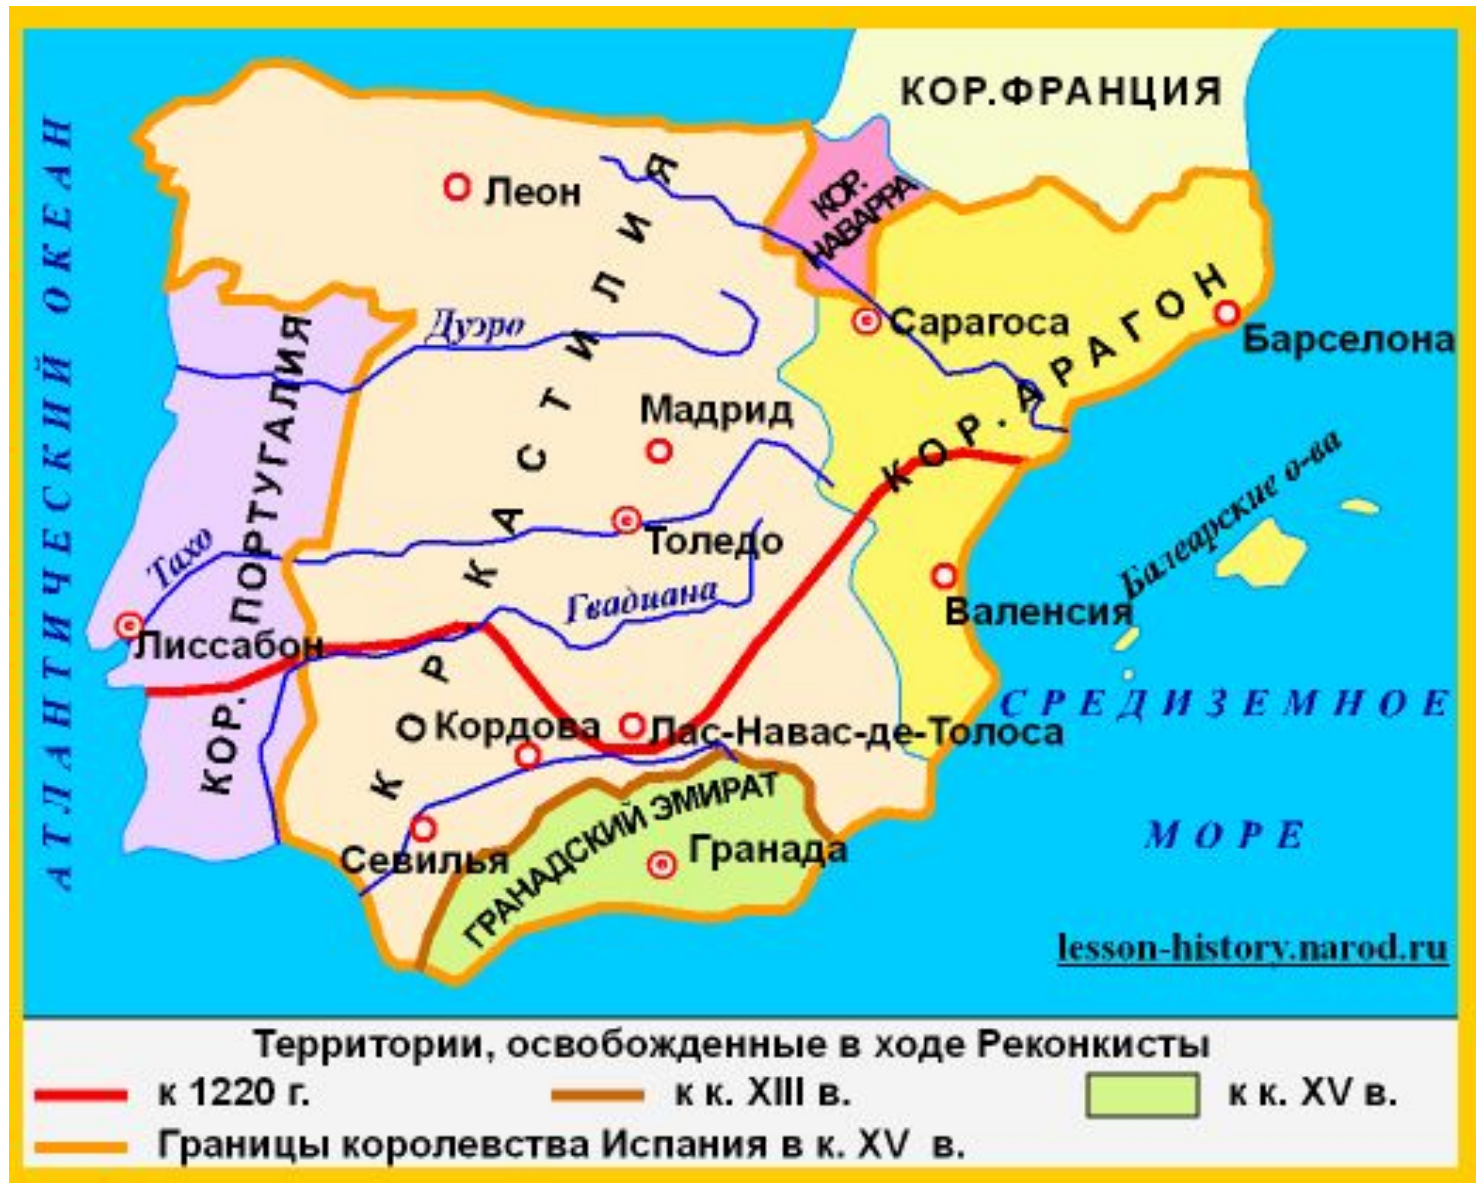 КОР.ФРАНЦИЯ
АТЛАНТИЧЕСКИЙ ОКЕАН
Леон
КОР. НАВАРРА
КОР. КАСТИЛИЯ
КОР. ПОРТУГАЛИЯ
КОР. АРАГОН
Дуэро
Сарагоса
Барселона
Мадрид
Балеарские о-ва
Тахо
Толедо
Гвадиана
Валенсия
Лиссабон
СРЕДИЗЕМНОЕ
МОРЕ
Кордова
Лас-Навас-де-Толоса
ГРАНАДСКИЙ ЭМИРАТ
Севилья
Гранада
lesson-history.narod.ru
Территории, освобожденные в ходе Реконкисты
к 1220 г.
к к. XIII в.
к к. XV в.
Границы королевства Испания в к. XV в.